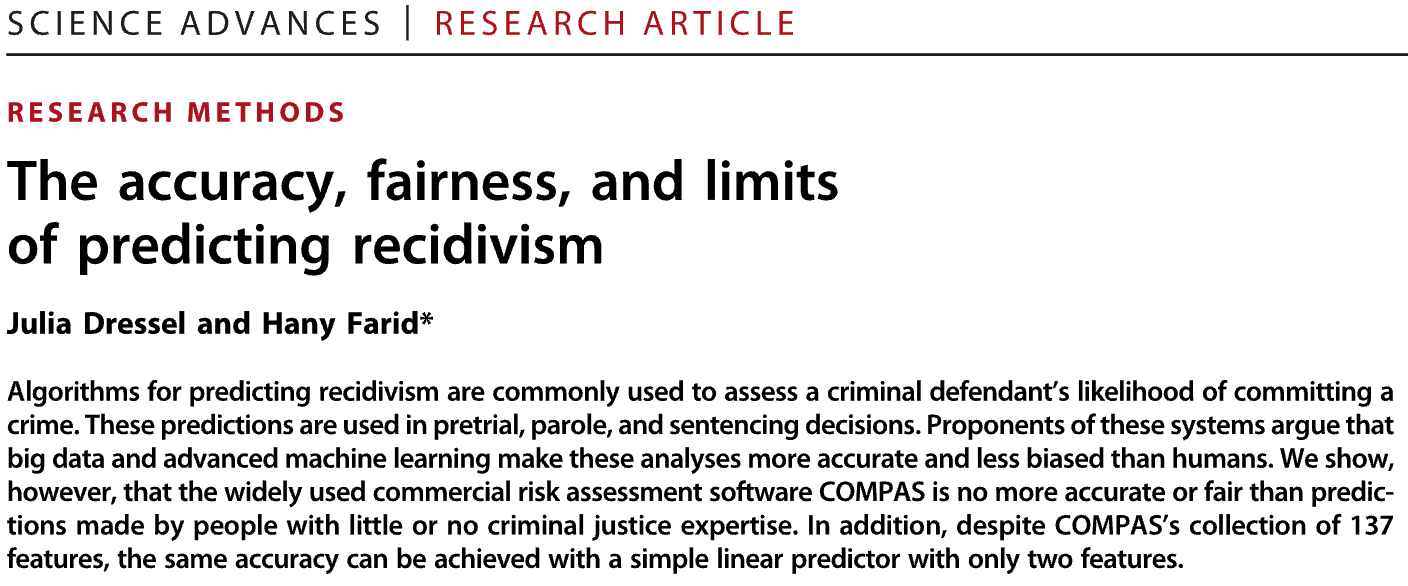 SCIENCE ADVANCES | RESEARCH ARTICLE
RESEARCH METHODS
The accuracy, fairness, and limits
of predicting recidivism
Julia Dressel and Hany Farid*
Algorithms for predicting recidivism are commonly used to assess a criminal defendant’s likelihood of committing a
crime. These predictions are used in pretrial, parole, and sentencing decisions. Proponents of these systems argue that
big data and advanced machine learning make these analyses more accurate and less biased than humans. We show,
however, that the widely used commercial risk assessment software COMPAS is no more accurate or fair than predic-
tions made by people with little or no criminal justice expertise. In addition, despite COMPAS’s collection of 137
features, the same accuracy can be achieved with a simple linear predictor with only two features.